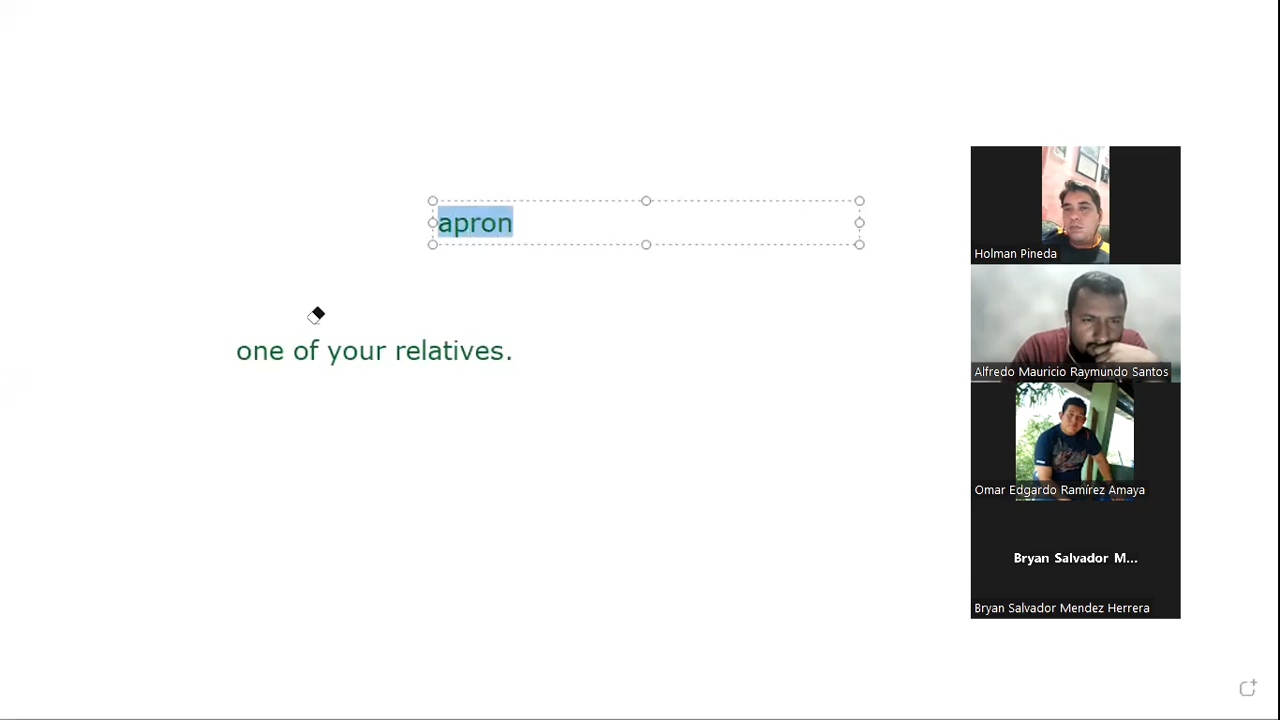 apron
one of your relatives.
Holman Pineda
Alfredo Mauricio Raymundo Santos
Omar Edgardo Ramírez Amaya
Bryan Salvador M...
Bryan Salvador Mendez Herrera